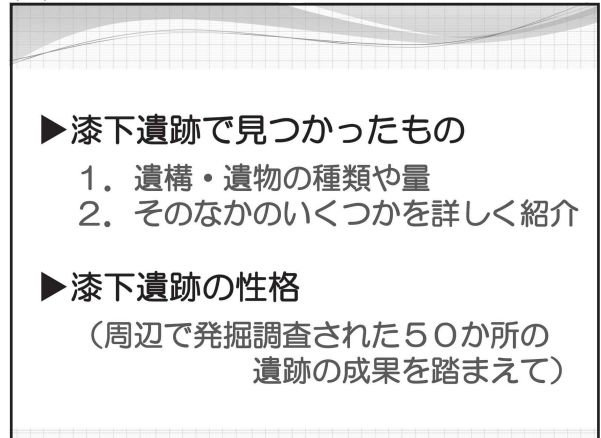 ▶漆下遺跡で見つかったもの
１．遺構・遺物の種類や量
２．そのなかのいくつかを詳しく紹介
▶漆下遺跡の性格
（周辺で発掘調査された５０か所の
遺跡の成果を踏まえて）